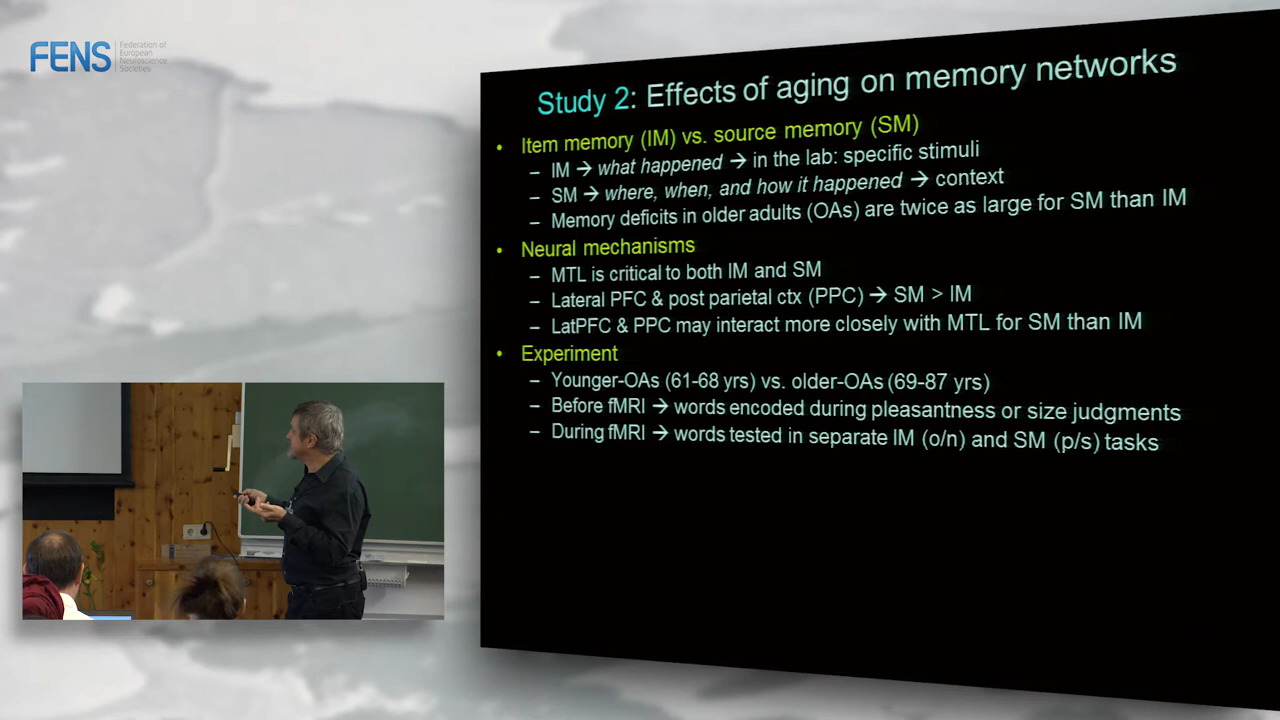 FENS
Federation of
European
Neuroscience
Societies
Study 2: Effects of aging on memory networks
• Item memory (IM) vs. source memory (SM)
– IM → what happened → in the lab: specific stimuli
– SM → where, when, and how it happened → context
– Memory deficits in older adults (OAs) are twice as large for SM than IM
• Neural mechanisms
– MTL is critical to both IM and SM
– Lateral PFC & post parietal ctx (PPC) → SM > IM
– LatPFC & PPC may interact more closely with MTL for SM than IM
• Experiment
– Younger-OAs (61-68 yrs) vs. older-OAs (69-87 yrs)
– Before fMRI → words encoded during pleasantness or size judgments
– During fMRI → words tested in separate IM (o/n) and SM (p/s) tasks